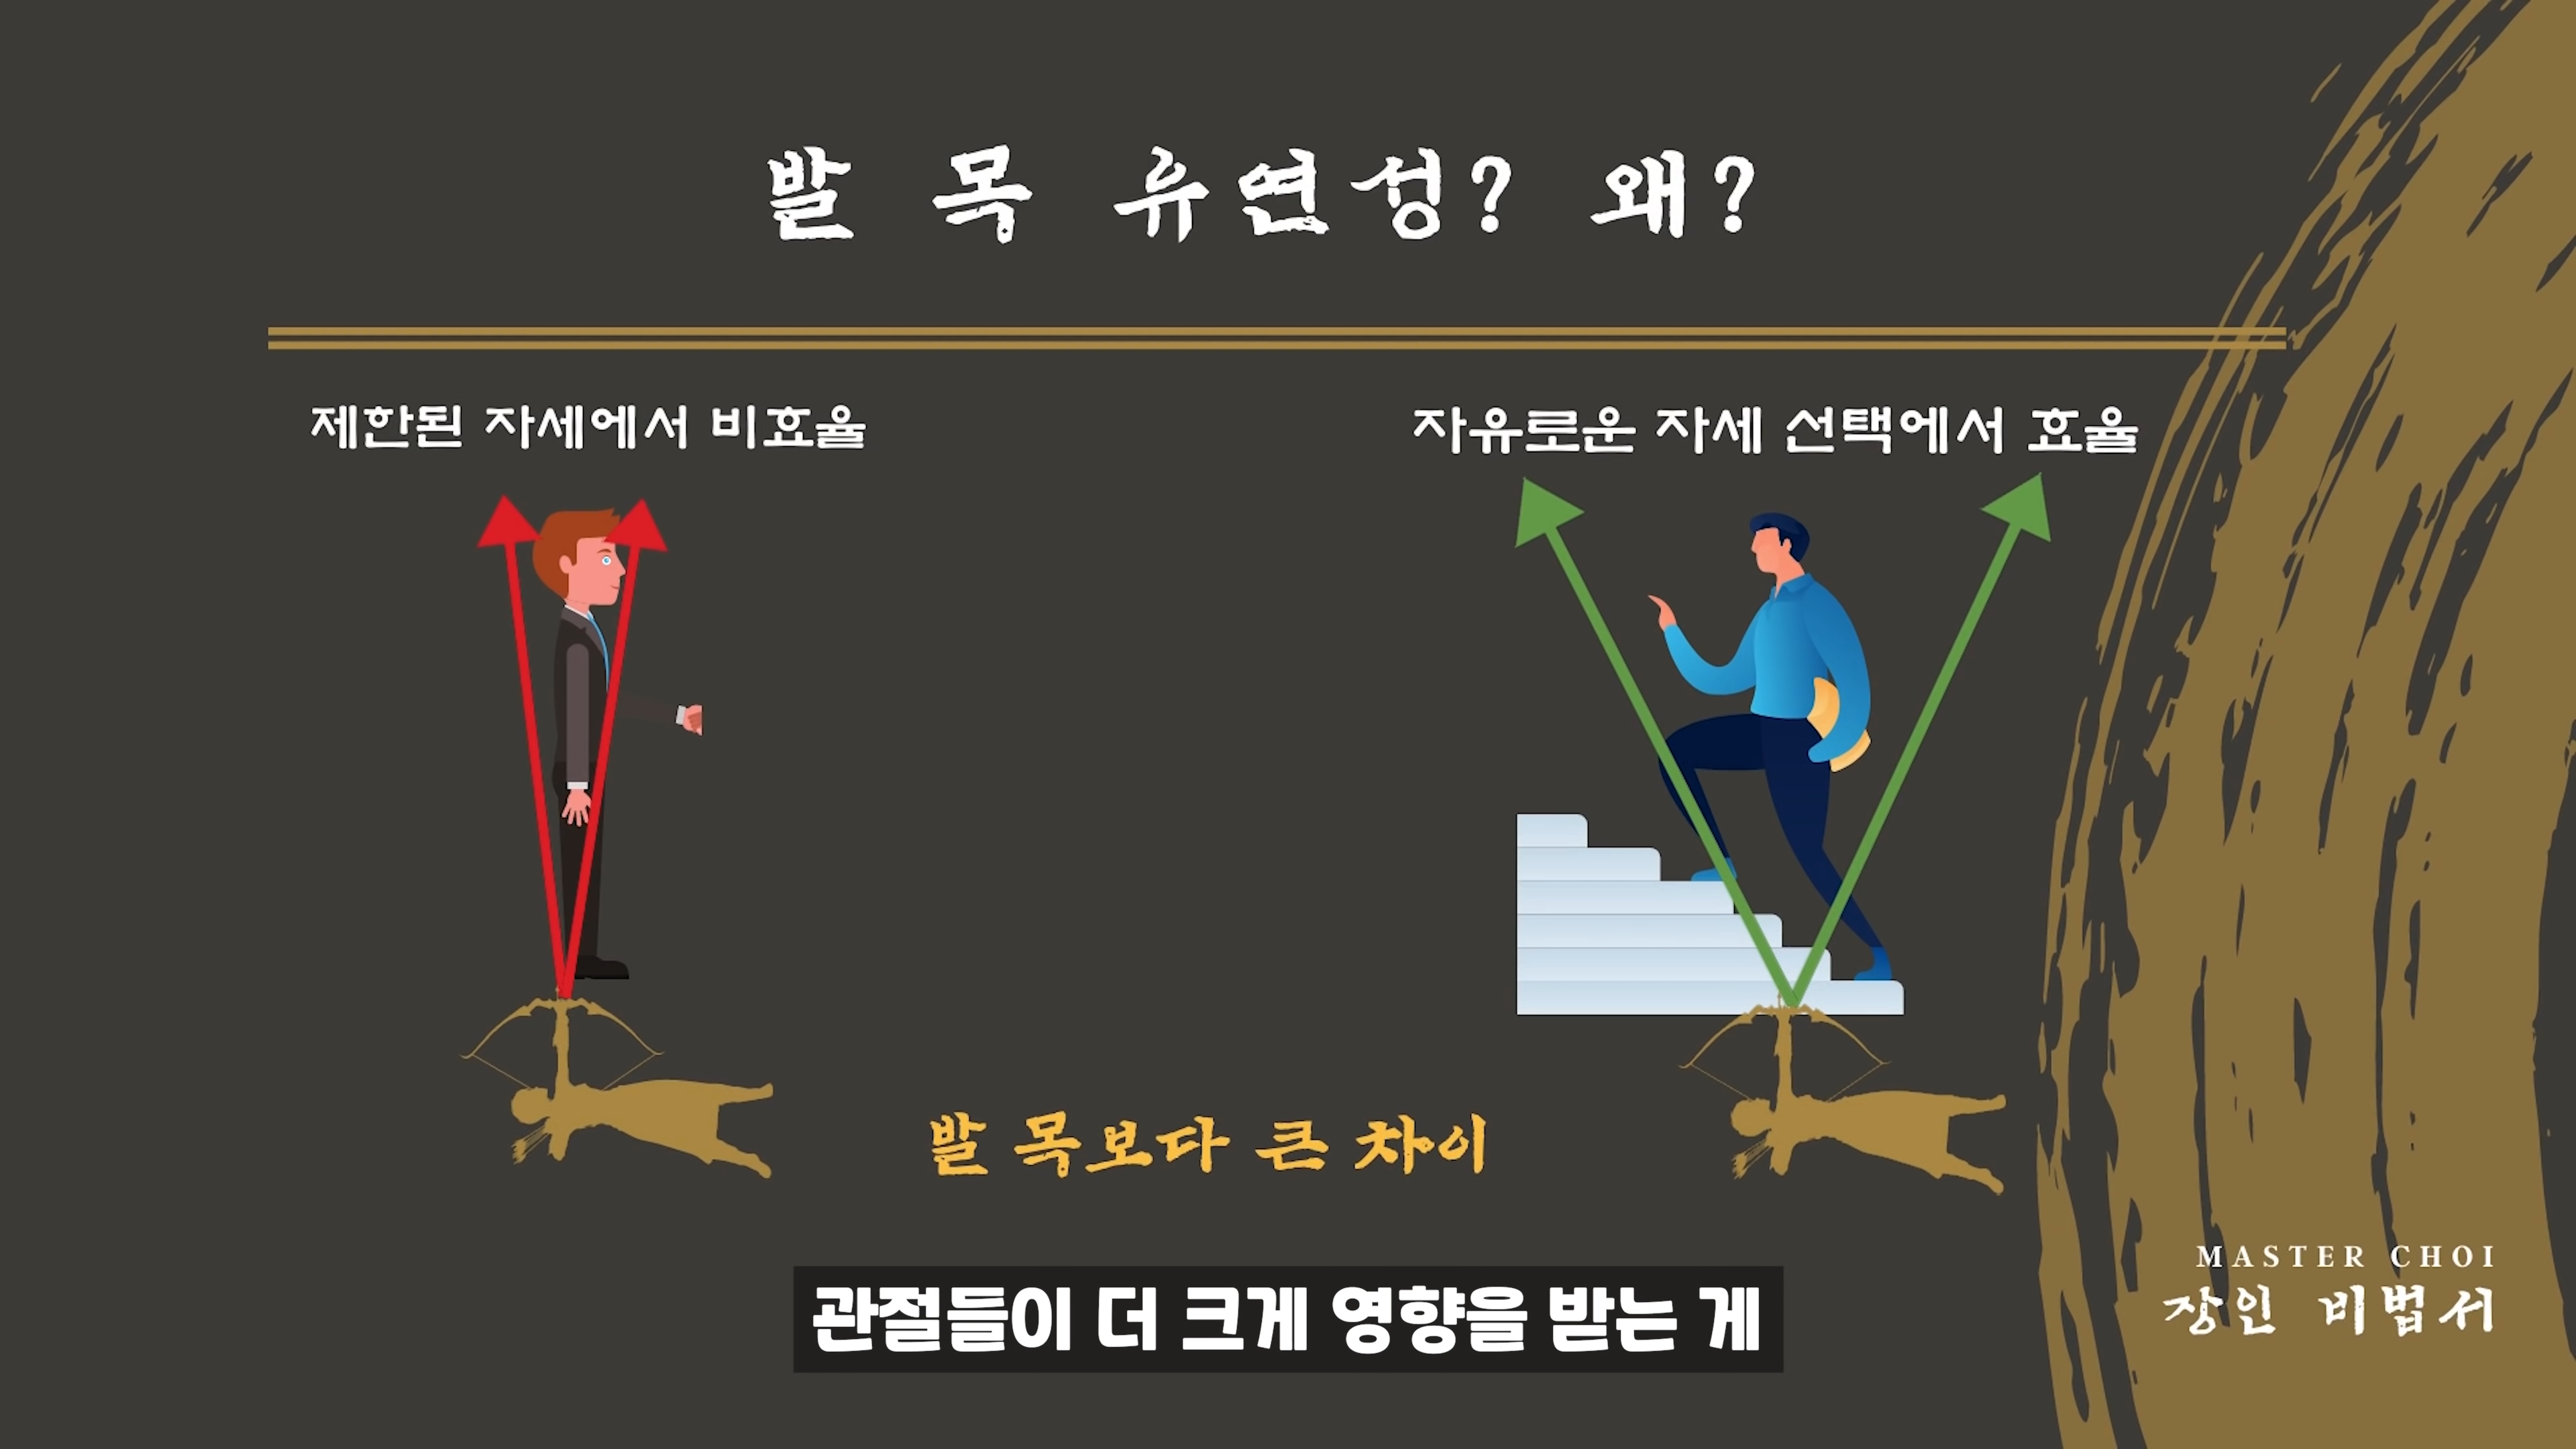 발 목 유연성? 왜?
제한된 자세에서 비효율
자유로운 자세 선택에서 효율
발 목보다 큰 차이
관절들이 더 크게 영향을 받는 게
MASTER CHOI
장인 비법서